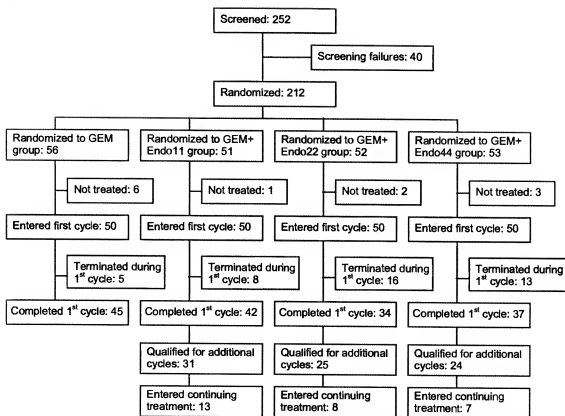 Screened: 252
Screening failures: 40
Randomized: 212
Randomized to GEM
group: 56
Randomized to GEM+
Endo11 group: 51
Randomized to GEM+
Endo22 group: 52
Randomized to GEM+
Endo44 group: 53
Not treated: 6
Not treated: 1
Not treated: 2
Not treated: 3
Entered first cycle: 50
Entered first cycle: 50
Entered first cycle: 50
Entered first cycle: 50
Terminated during
1st cycle: 5
Terminated during
1st cycle: 8
Terminated during
1st cycle: 16
Terminated during
1st cycle: 13
Completed 1st cycle: 45
Completed 1st cycle: 42
Completed 1st cycle: 34
Completed 1st cycle: 37
Qualified for additional
cycles: 31
Qualified for additional
cycles: 25
Qualified for additional
cycles: 24
Entered continuing
treatment: 13
Entered continuing
treatment: 8
Entered continuing
treatment: 7